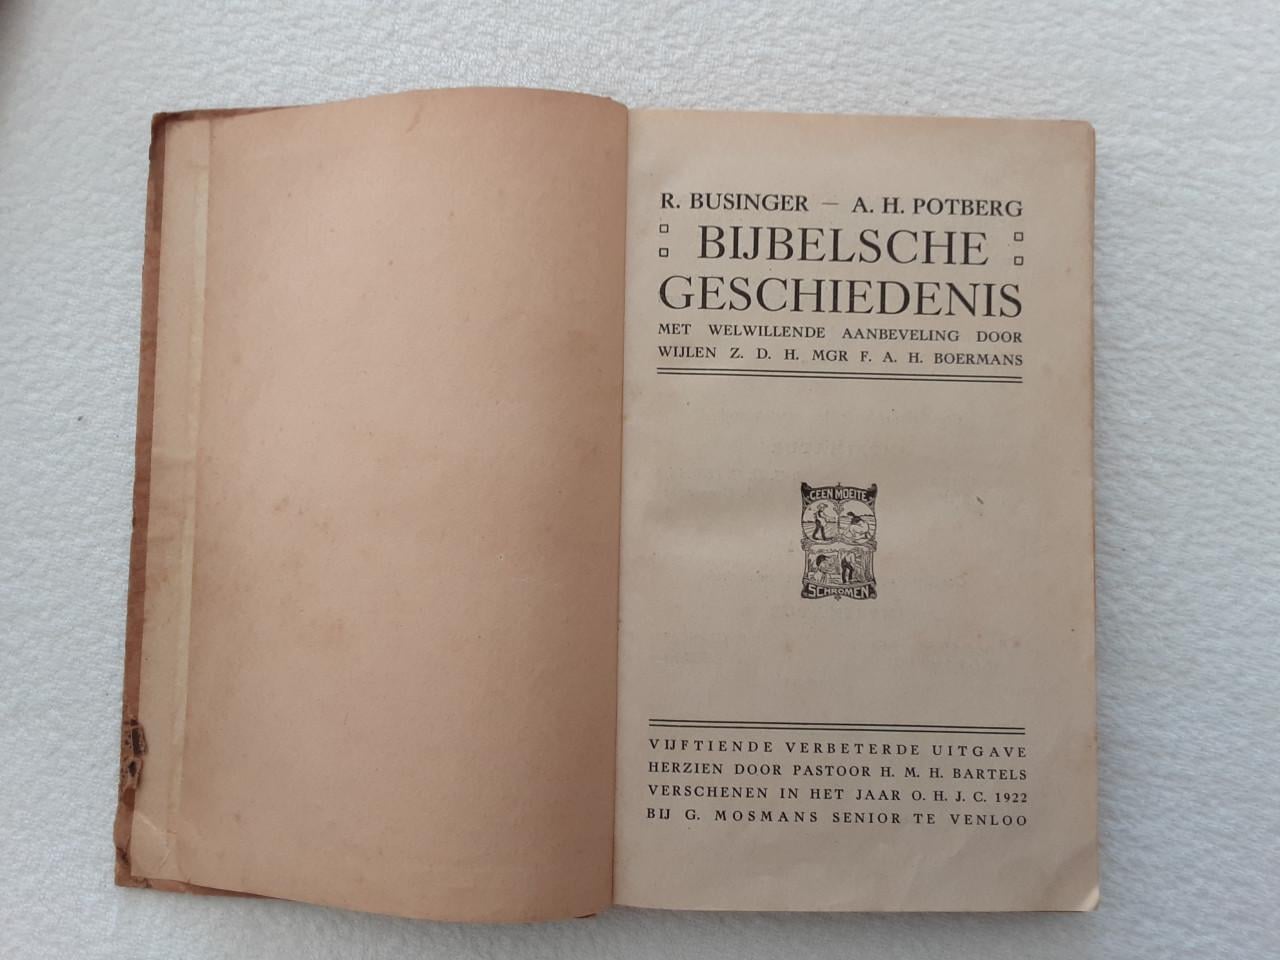 R. BUSINGER — A. H. POTBERG
BIJBELSCHE
GESCHIEDENIS
MET WELWILLENDE AANBEVELING DOOR
WIJLEN Z. D. H. MGR F. A. H. BOERMANS
GEEN MOEITE
SCHROMEN
VIJFTIENDE VERBETERDE UITGAVE
HERZIEN DOOR PASTOOR H. M. H. BARTELS
VERSCHENEN IN HET JAAR O. H. J. C. 1922
BIJ G. MOSMANS SENIOR TE VENLOO